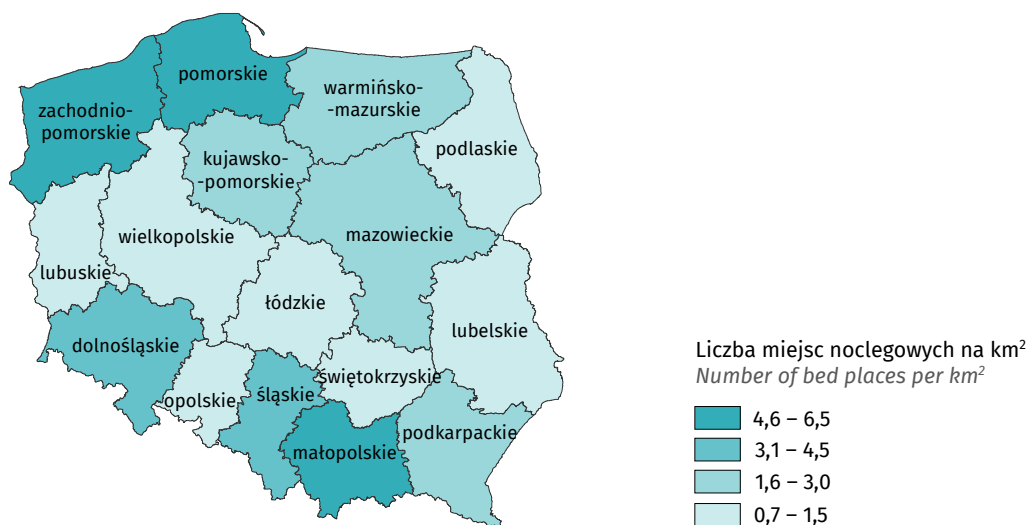 pomorskie
warmińsko-
mazurskie
zachodnio-
pomorskie
podlaskie
kujawsko-
-pomorskie
wielkopolskie
mazowieckie
lubuskie
łódzkie
lubelskie
dolnośląskie
świętokrzyskie
opolskie
śląskie
podkarpackie
małopolskie
Liczba miejsc noclegowych na km²
Number of bed places per km²
4,6 – 6,5
3,1 – 4,5
1,6 – 3,0
0,7 – 1,5